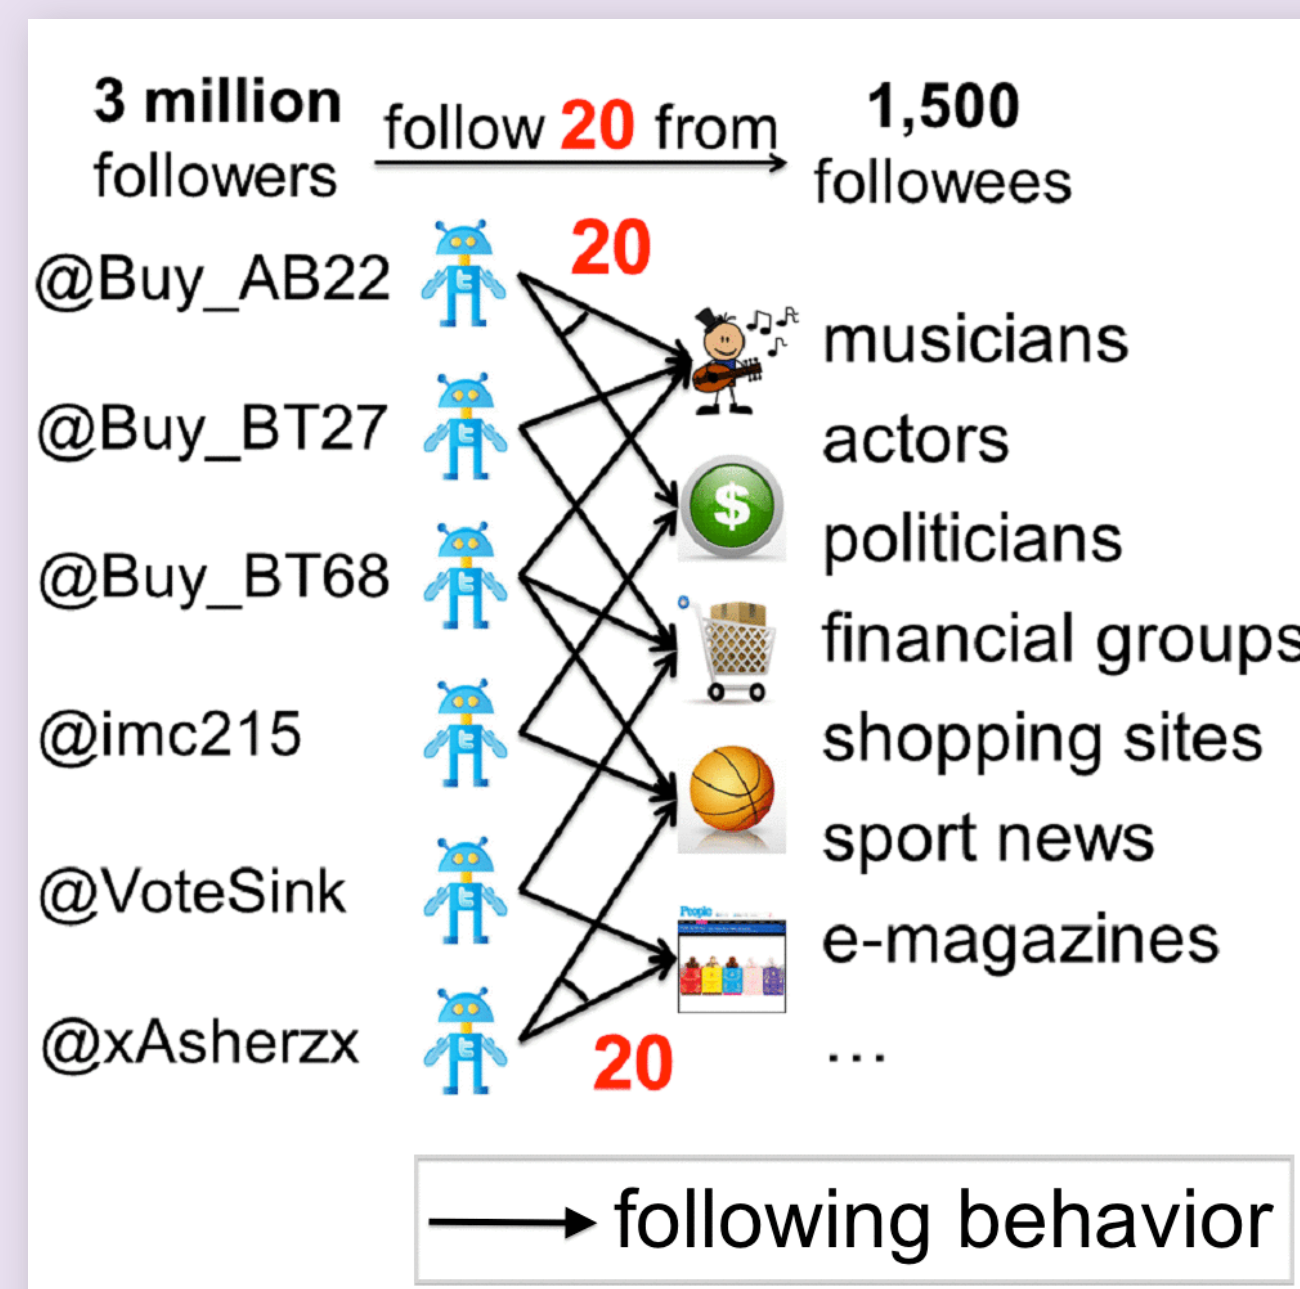 3 million
followers
follow 20 from
1,500
followees
20
@Buy_AB22
@Buy_BT27
@Buy_BT68
@imc215
@VoteSink
@xAsherzx
musicians
actors
politicians
financial groups
shopping sites
sport news
e-magazines
...
People
20
following behavior